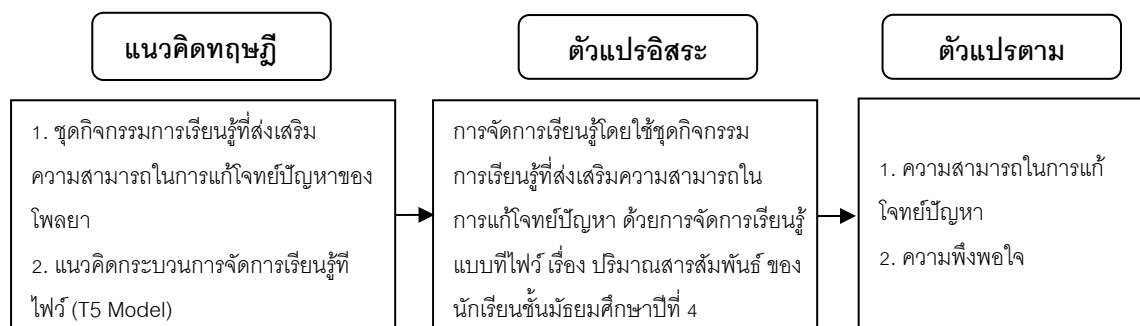 แนวคิดทฤษฎี
1. ชุดกิจกรรมการเรียนรู้ที่ส่งเสริม
ความสามารถในการแก้โจทย์ปัญหาของ
โพลยา
2. แนวคิดกระบวนการจัดการเรียนรู้ที
ไฟว์ (T5 Model)
ตัวแปรอิสระ
การจัดการเรียนรู้โดยใช้ชุดกิจกรรม
การเรียนรู้ที่ส่งเสริมความสามารถใน
การแก้โจทย์ปัญหา ด้วยการจัดการเรียนรู้
แบบทีไฟว์ เรื่อง ปริมาณสารสัมพันธ์ ของ
นักเรียนชั้นมัธยมศึกษาปีที่ 4
ตัวแปรตาม
1. ความสามารถในการแก้
โจทย์ปัญหา
2. ความพึงพอใจ